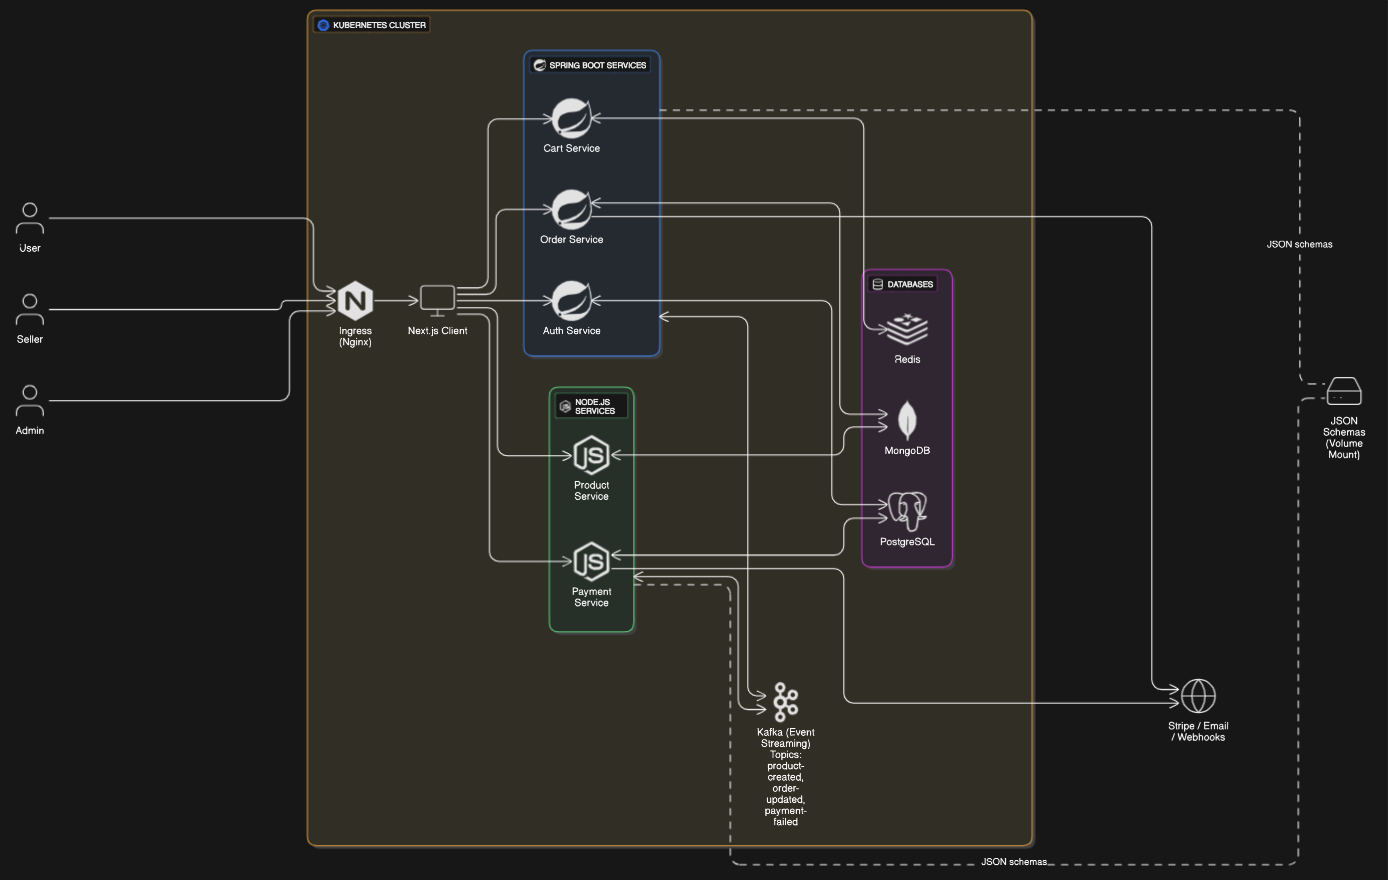 KUBERNETES CLUSTER
SPRING BOOT SERVICES
Cart Service
Order Service
Auth Service
User
Seller
Admin
Ingress
(Nginx)
Next.js Client
NODE.JS
SERVICES
JS
Product
Service
JS
Payment
Service
DATABASES
Redis
MongoDB
PostgreSQL
Kafka (Event
Streaming)
Topics:
product-
created,
order-
updated,
payment-
failed
JSON schemas
JSON
Schemas
(Volume
Mount)
Stripe / Email
/ Webhooks
JSON schemas